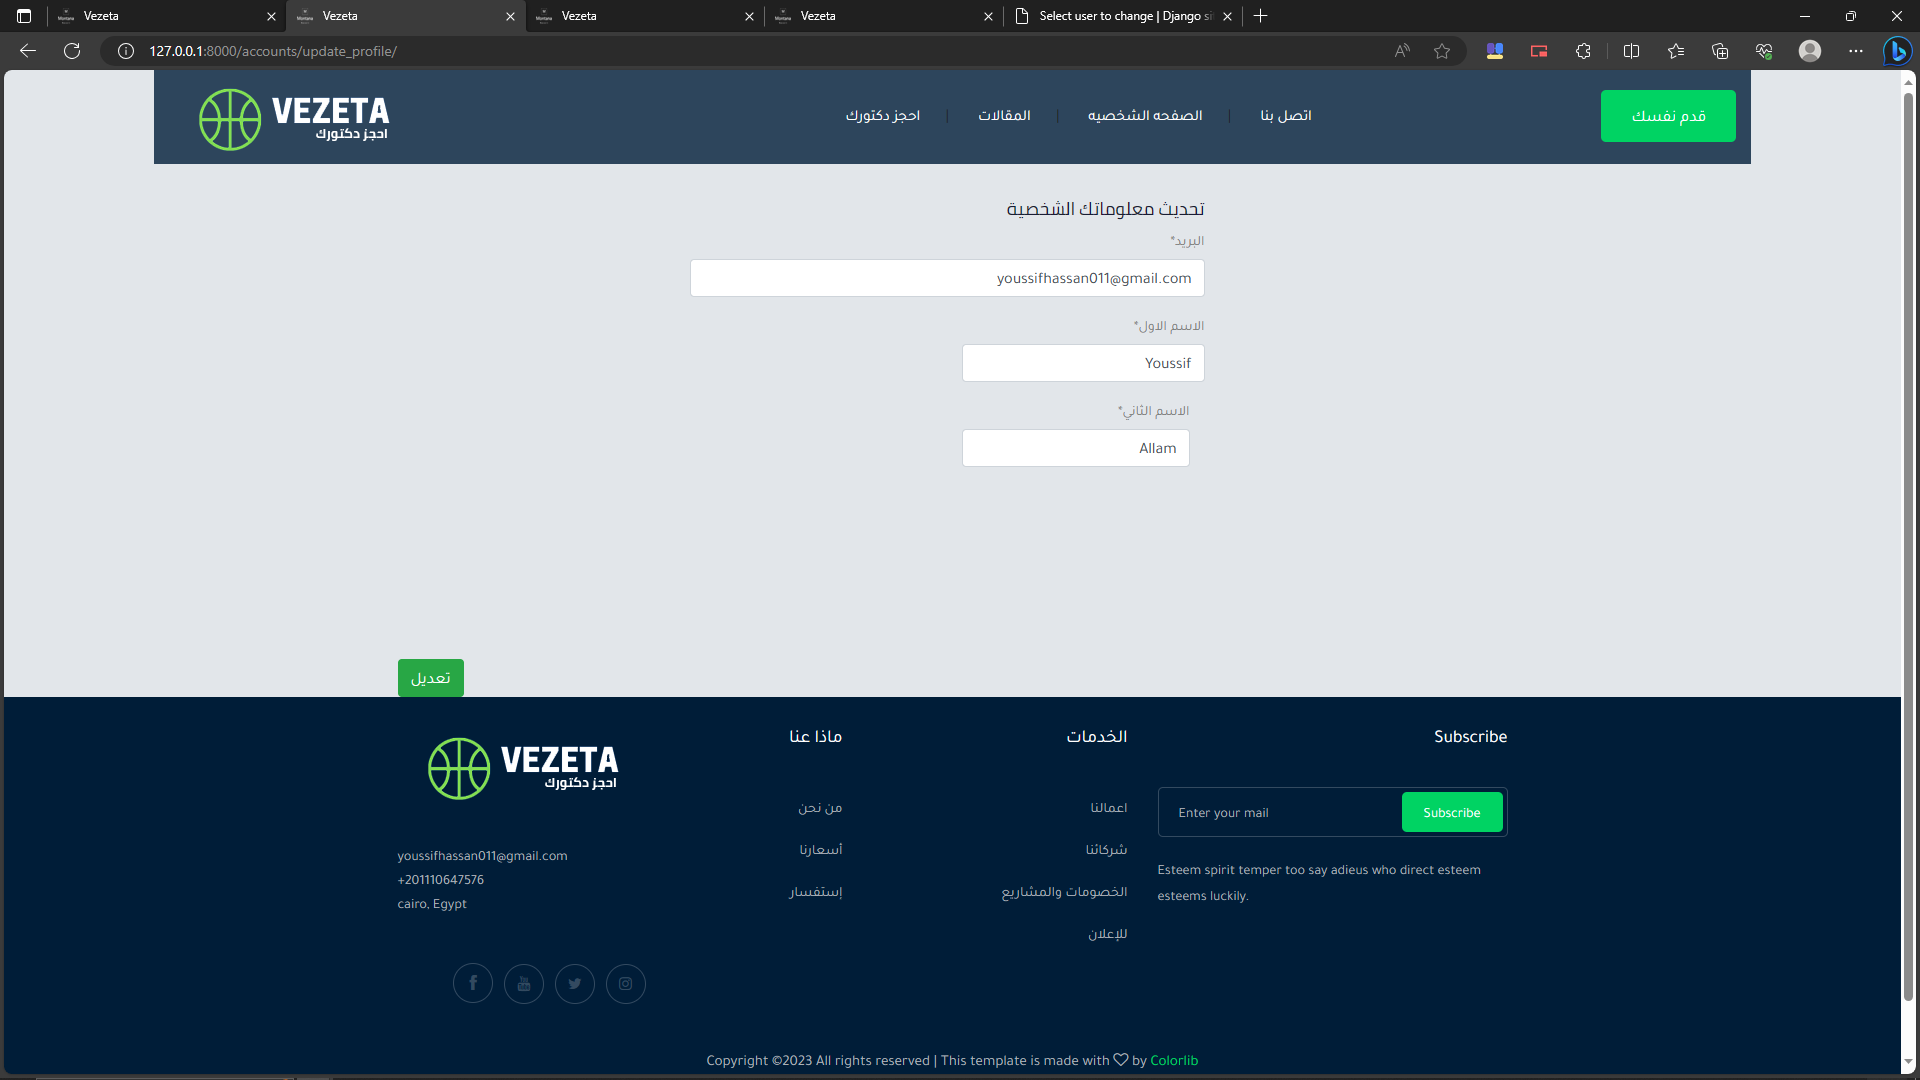 Vezeta
Vezeta
Vezeta
Vezeta
Select user to change | Django si
127.0.0.1:8000/accounts/update_profile/
VEZETA
احجز دكتورك
احجز دكتورك
المقالات
الصفحه الشخصيه
اتصل بنا
قدم نفسك
تحديث معلوماتك الشخصية
البريد*
youssifhassan011@gmail.com
الاسم الاول*
Youssif
الاسم الثاني*
Allam
تعديل
VEZETA
احجز دكتورك
youssifhassan011@gmail.com
+201110647576
cairo, Egypt
ماذا عنا
من نحن
أسعارنا
إستفسار
الخدمات
اعمالنا
شركائنا
الخصومات والمشاريع
للإعلان
Subscribe
Enter your mail
Subscribe
Esteem spirit temper too say adieus who direct esteem
esteems luckily.
Copyright ©2023 All rights reserved | This template is made with ♡ by Colorlib